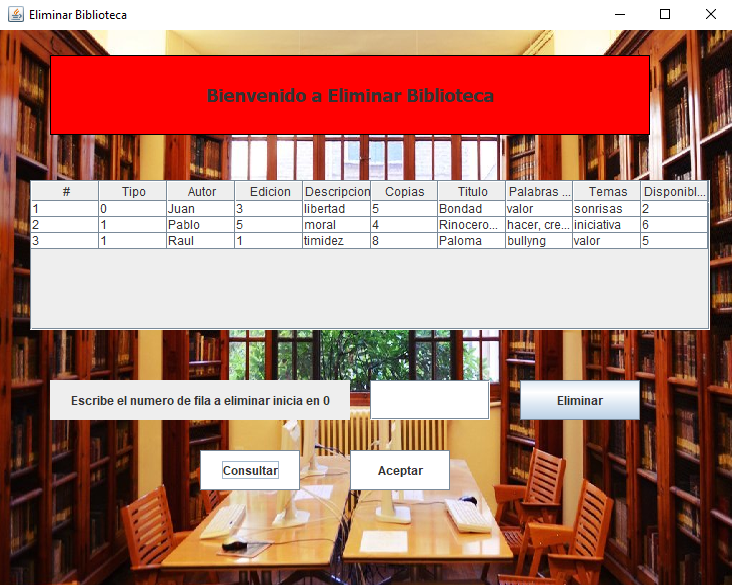 Eliminar Biblioteca
Bienvenido a Eliminar Biblioteca
# Tipo Autor Edicion Descripcion Copias Titulo Palabras ... Temas Disponibl...
1 0 Juan 3 libertad 5 Bondad valor sonrisas 2
2 1 Pablo 5 moral 4 Rinocero... hacer, cre... iniciativa 6
3 1 Raul 1 timidez 8 Paloma bullyng valor 5
Escribe el numero de fila a eliminar inicia en 0 Eliminar
Consultar Aceptar